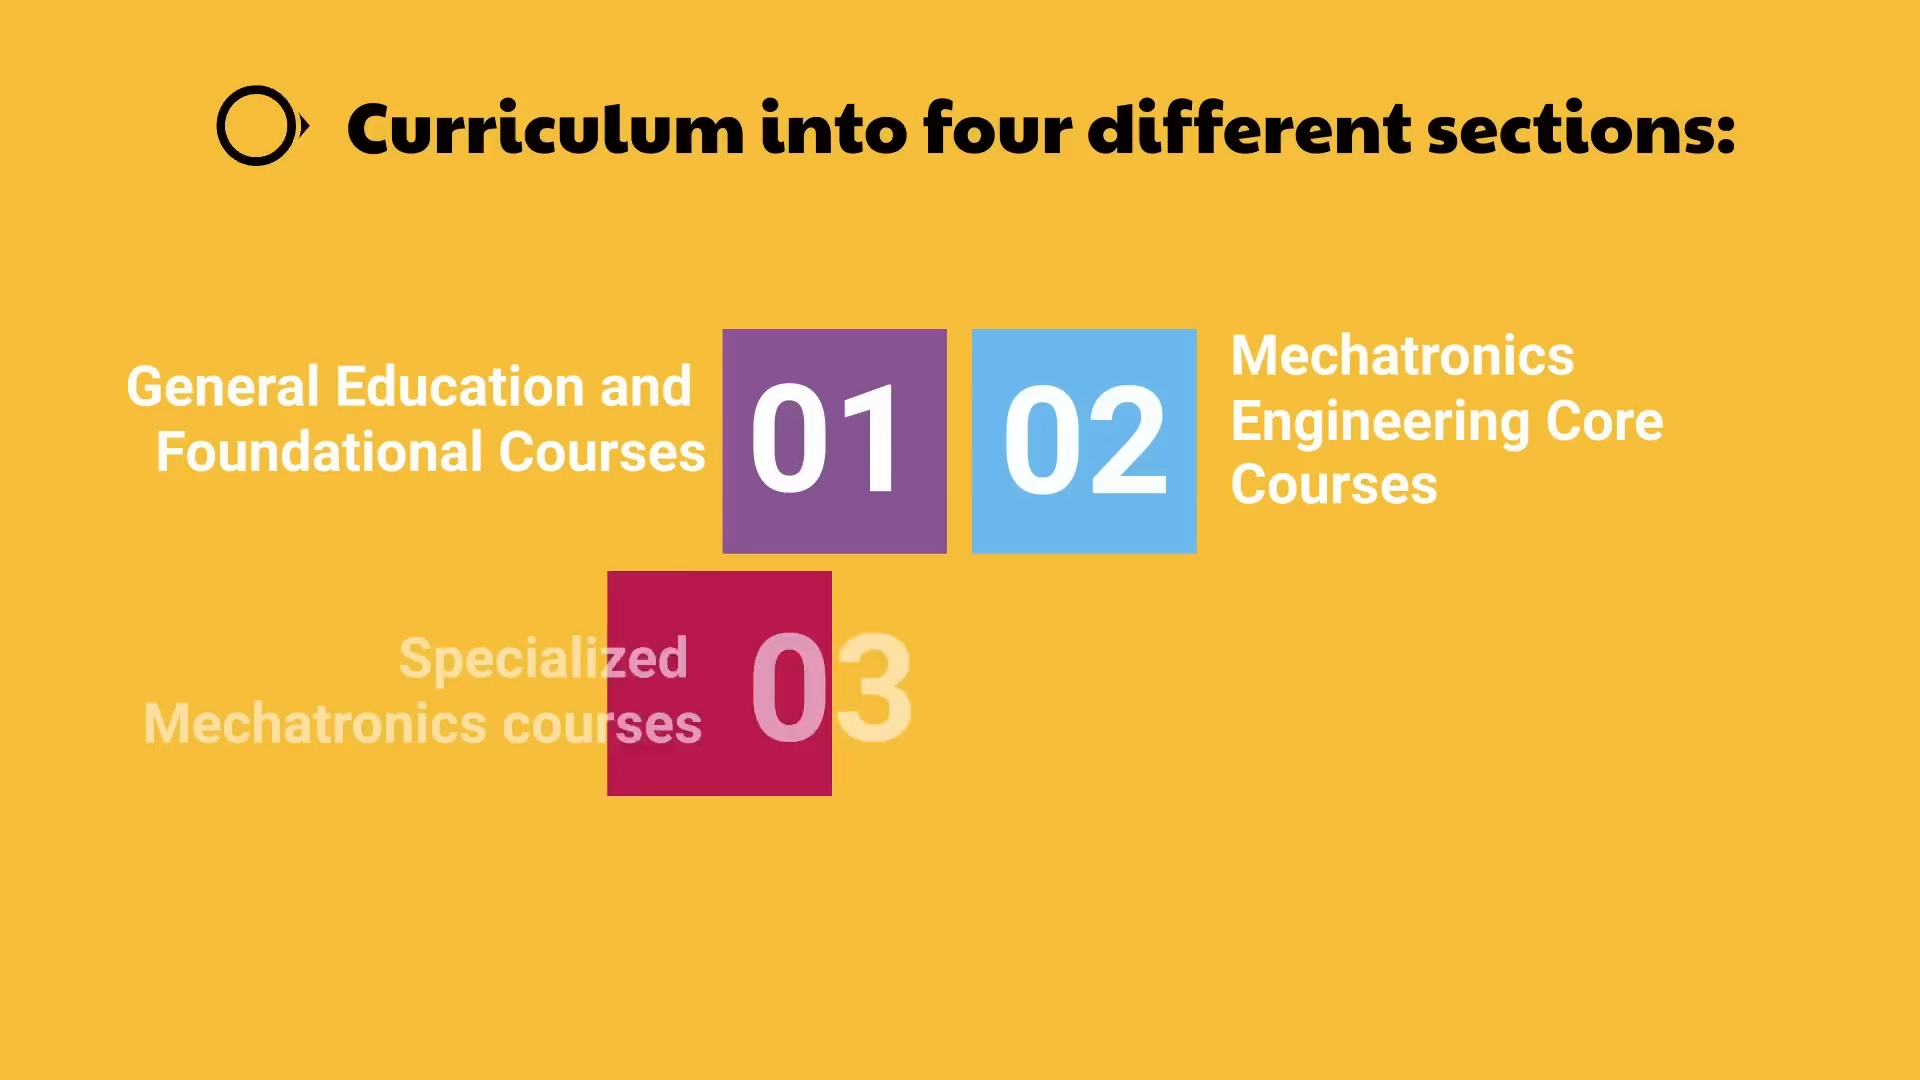 Curriculum into four different sections:
General Education and
Foundational Courses
01
02
Mechatronics
Engineering Core
Courses
Specialized
Mechatronics courses
03